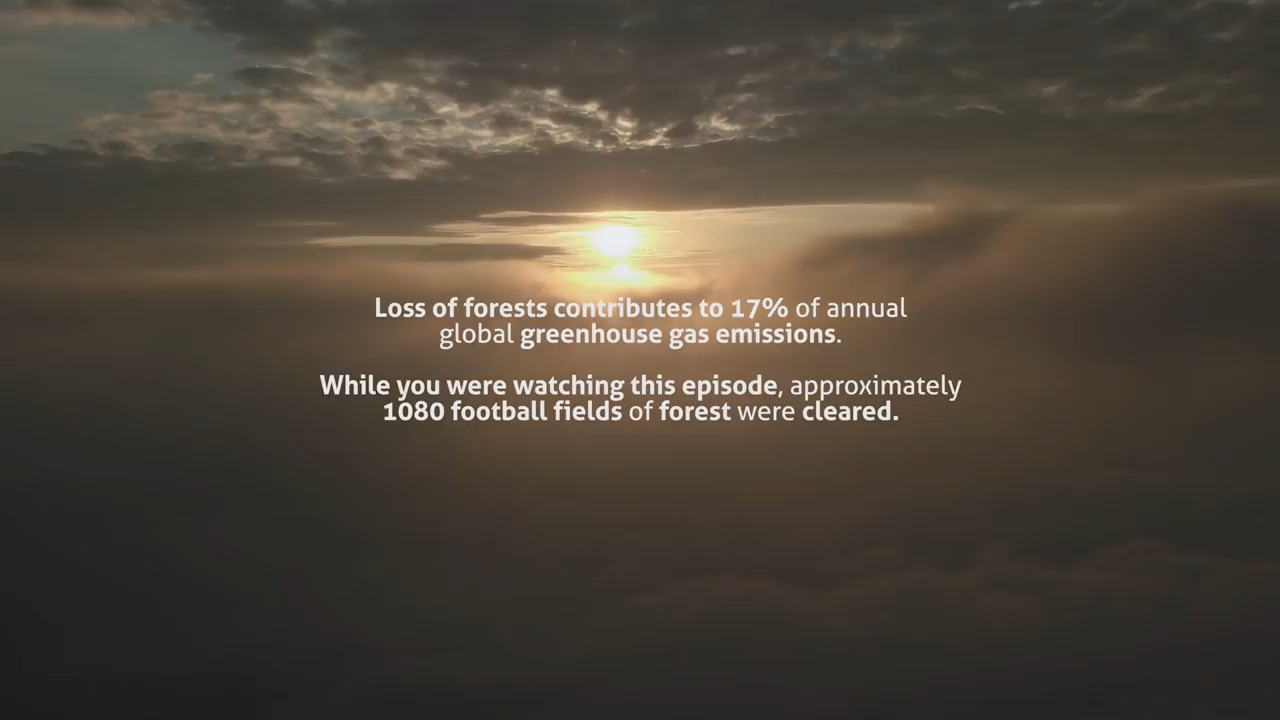 Loss of forests contributes to 17% of annual
global greenhouse gas emissions.
While you were watching this episode, approximately
1080 football fields of forest were cleared.